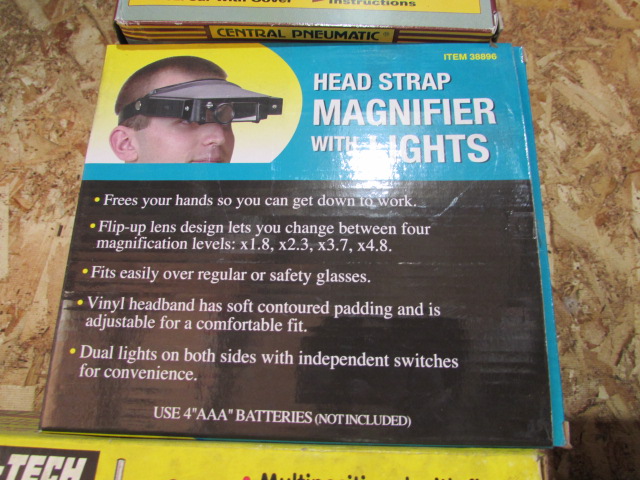 Instructions
CENTRAL PNEUMATIC®
ITEM 38896
HEAD STRAP
MAGNIFIER
WITH LIGHTS
• Frees your hands so you can get down to work.
• Flip-up lens design lets you change between four
magnification levels: x1.8, x2.3, x3.7, x4.8.
• Fits easily over regular or safety glasses.
• Vinyl headband has soft contoured padding and is
adjustable for a comfortable fit.
• Dual lights on both sides with independent switches
for convenience.
USE 4"AAA" BATTERIES (NOT INCLUDED)
-TECH